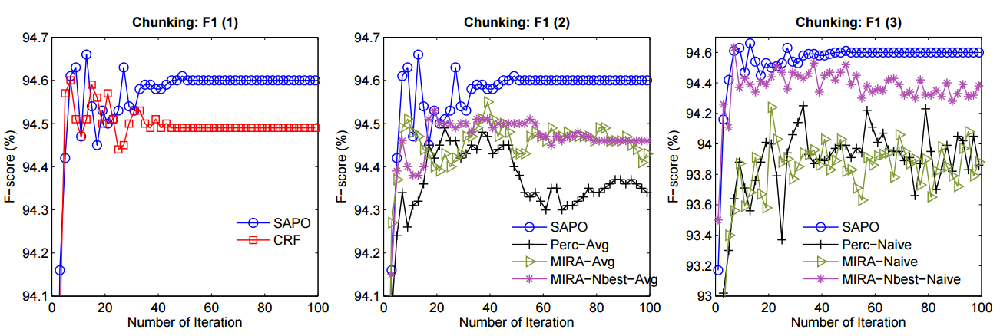 Chunking: F1 (1)
94.7
94.6
94.5
94.4
94.3
94.2
94.1
F-score (%)
SAPO
CRF
0 20 40 60 80 100
Number of Iteration
Chunking: F1 (2)
94.7
94.6
94.5
94.4
94.3
94.2
94.1
F-score (%)
SAPO
Perc-Avg
MIRA-Avg
MIRA-Nbest-Avg
0 20 40 60 80 100
Number of Iteration
Chunking: F1 (3)
94.6
94.4
94.2
94
93.8
93.6
93.4
93.2
93
F-score (%)
SAPO
Perc-Naive
MIRA-Naive
MIRA-Nbest-Naive
0 20 40 60 80 100
Number of Iteration